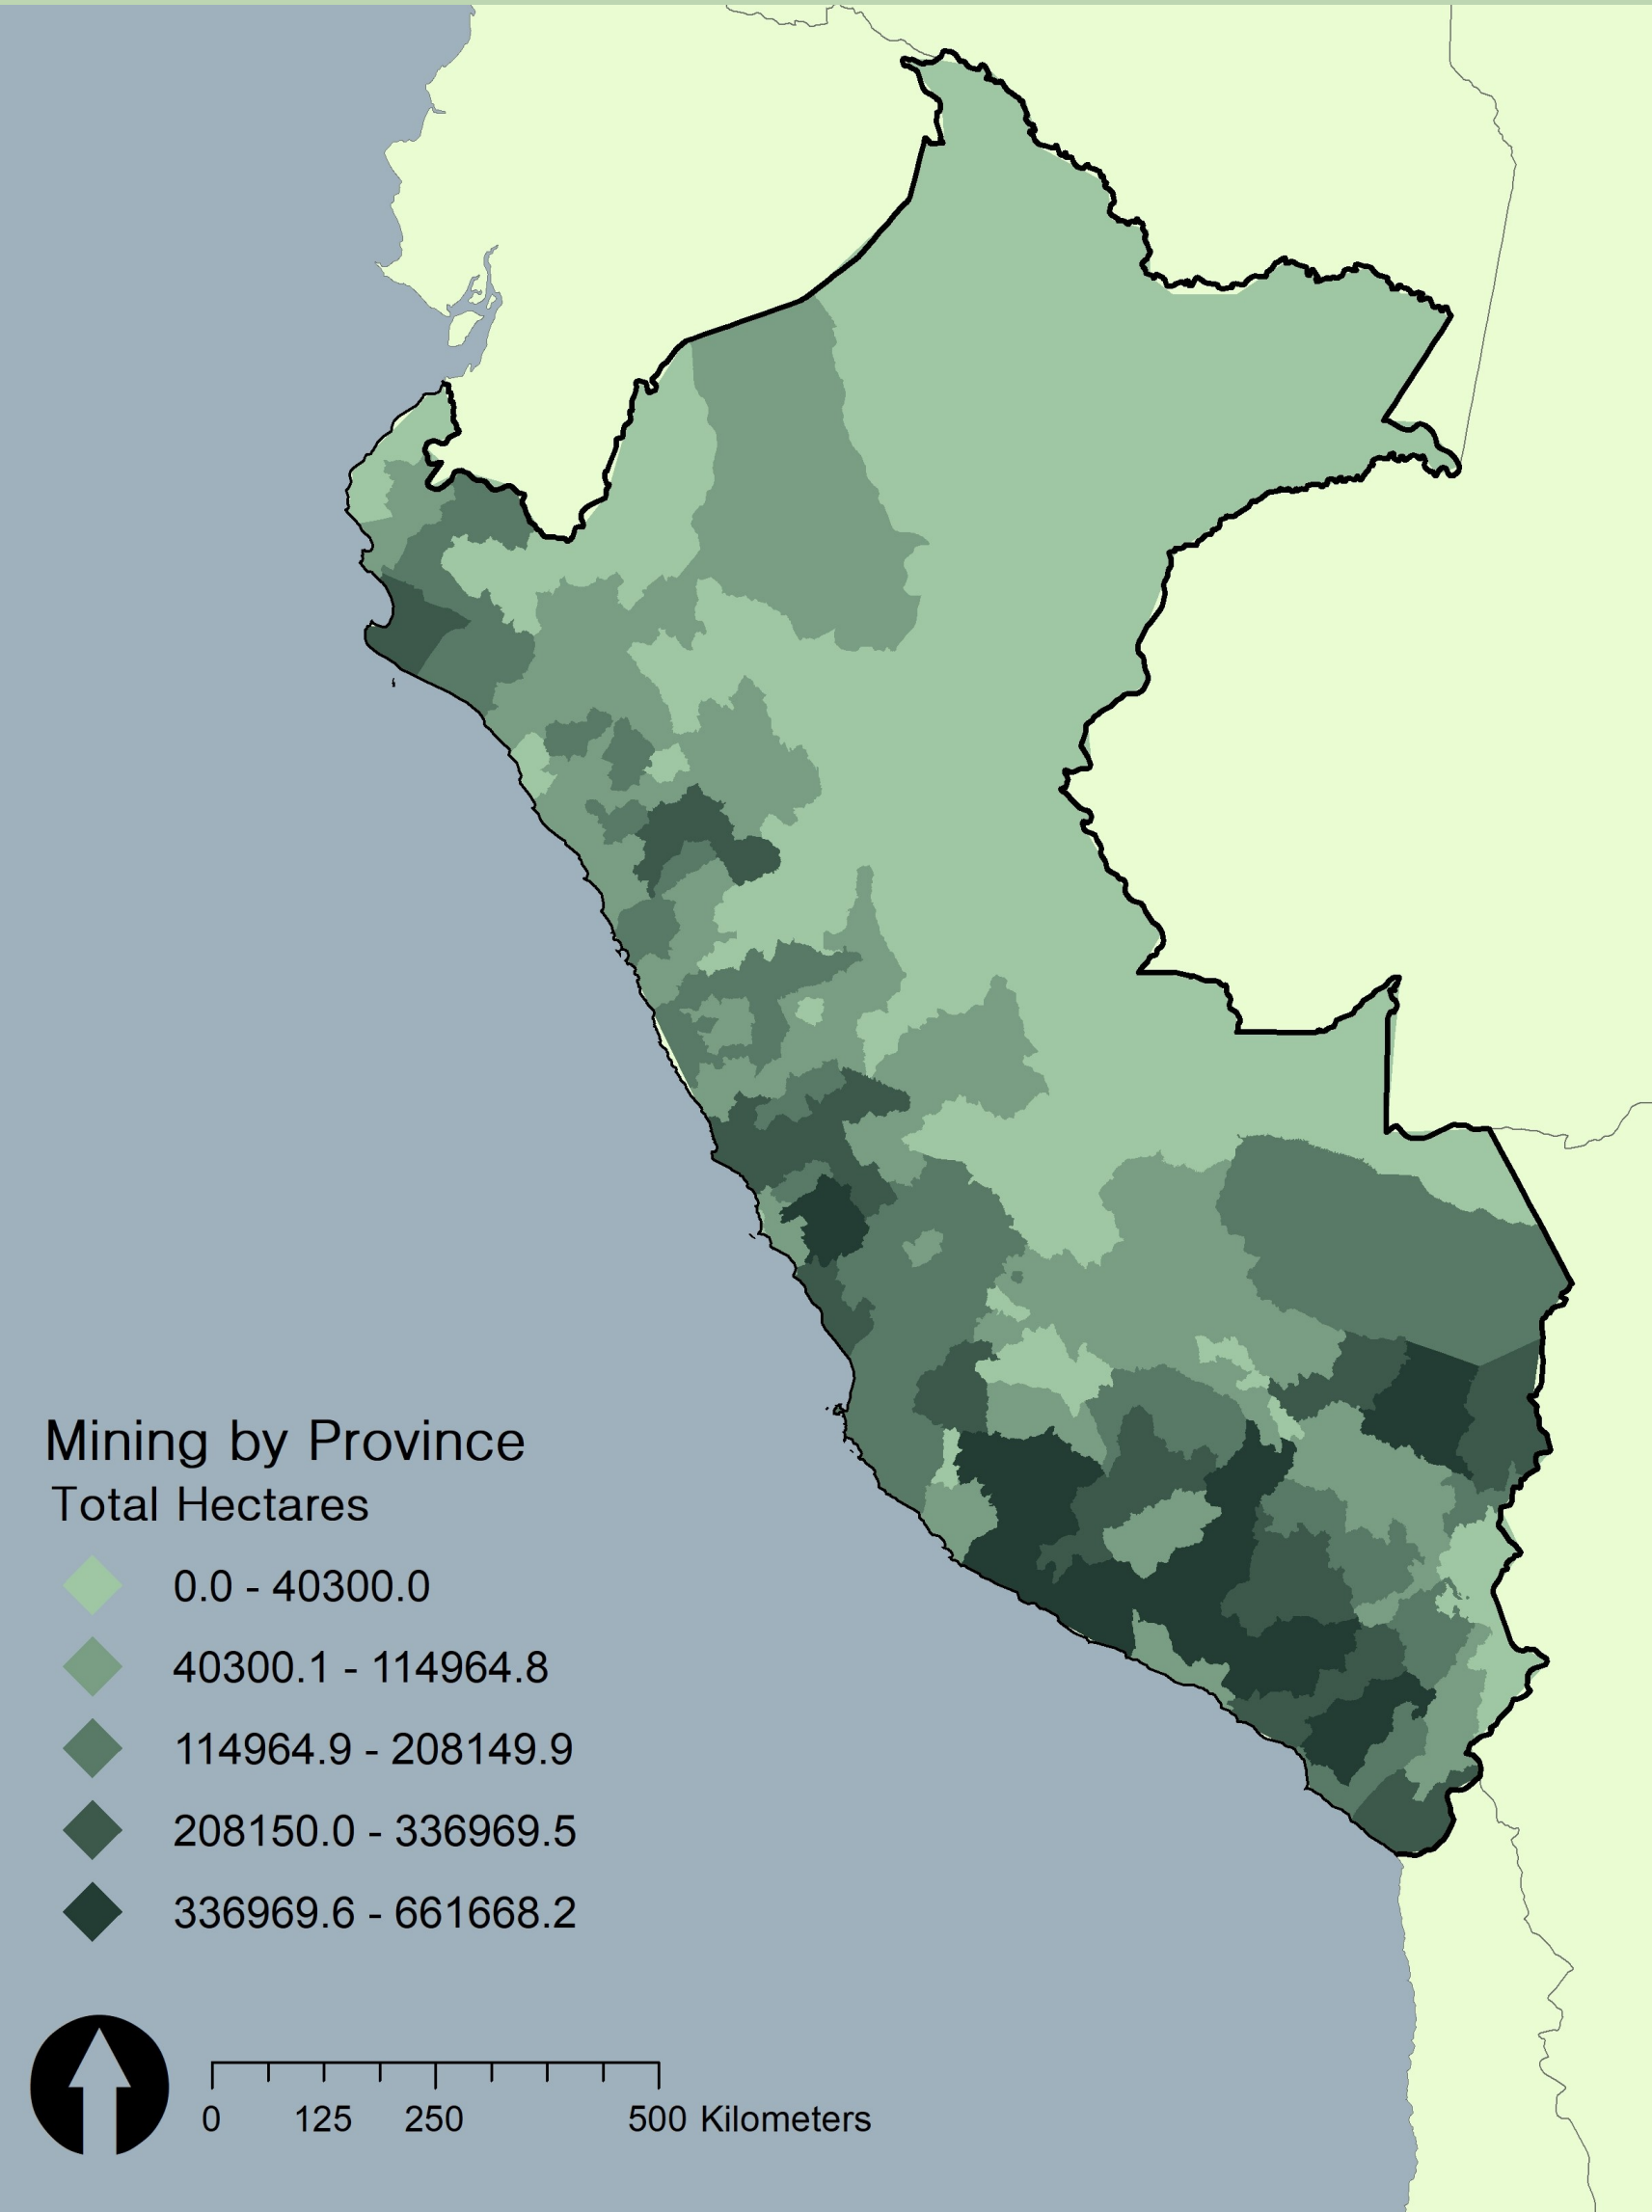 Mining by Province
Total Hectares
0.0 - 40300.0
40300.1 - 114964.8
114964.9 - 208149.9
208150.0 - 336969.5
336969.6 - 661668.2
0 125 250 500 Kilometers